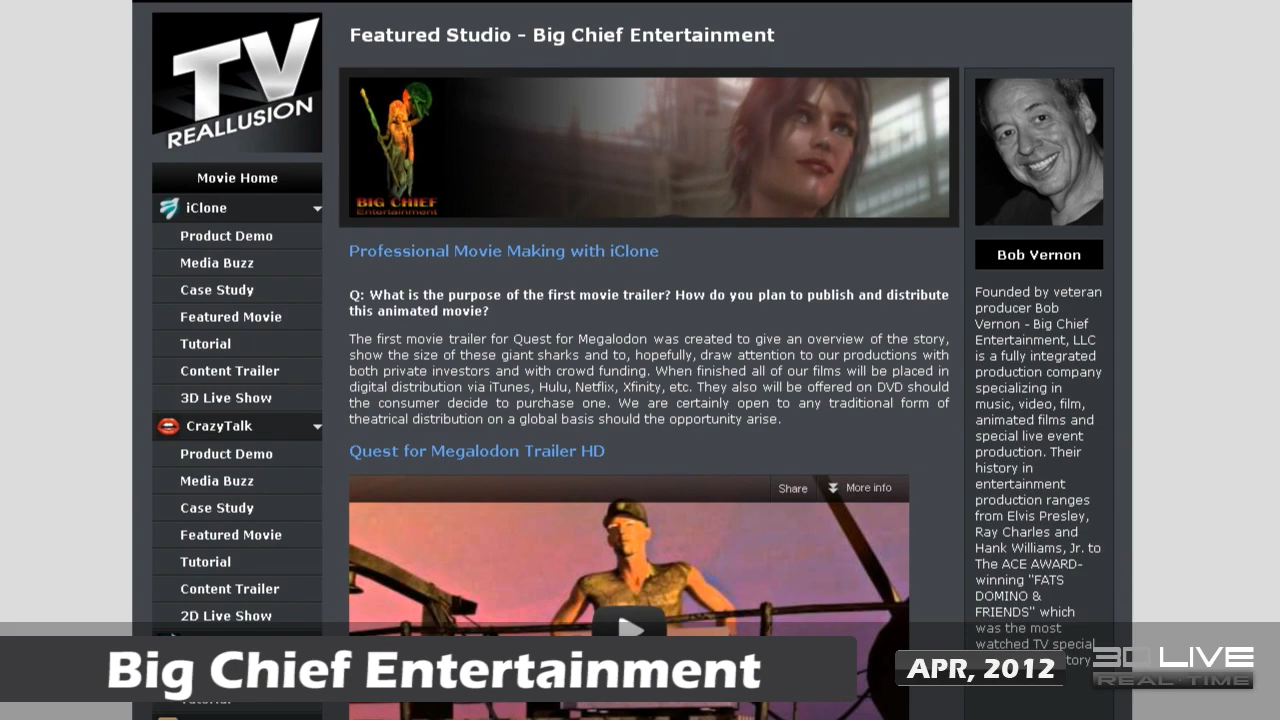 TV
REALLUSION
Movie Home
iClone
Product Demo
Media Buzz
Case Study
Featured Movie
Tutorial
Content Trailer
3D Live Show
CrazyTalk
Product Demo
Media Buzz
Case Study
Featured Movie
Tutorial
Content Trailer
2D Live Show
Tutorial
Featured Studio - Big Chief Entertainment
BIG CHIEF
Entertainment
Professional Movie Making with iClone
Q: What is the purpose of the first movie trailer? How do you plan to publish and distribute
this animated movie?
The first movie trailer for Quest for Megalodon was created to give an overview of the story,
show the size of these giant sharks and to, hopefully, draw attention to our productions with
both private investors and with crowd funding. When finished all of our films will be placed in
digital distribution via iTunes, Hulu, Netflix, Xfinity, etc. They also will be offered on DVD should
the consumer decide to purchase one. We are certainly open to any traditional form of
theatrical distribution on a global basis should the opportunity arise.
Quest for Megalodon Trailer HD
Share
More info
Bob Vernon
Founded by veteran
producer Bob
Vernon - Big Chief
Entertainment, LLC
is a fully integrated
production company
specializing in
music, video, film,
animated films and
special live event
production. Their
history in
entertainment
production ranges
from Elvis Presley,
Ray Charles and
Hank Williams, Jr. to
The ACE AWARD-
winning "FATS
DOMINO &
FRIENDS" which
was the most
watched TV special
Big Chief Entertainment
APR, 2012
3D LIVE
REAL·TIME